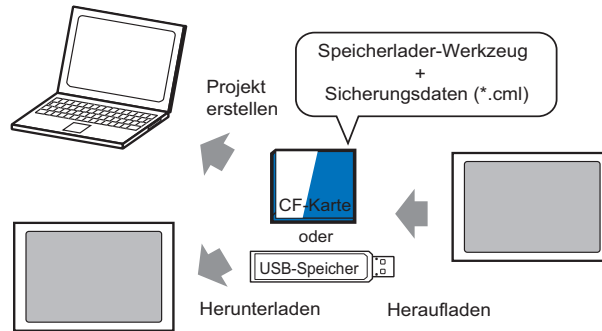 Speicherlader-Werkzeug
+
Sicherungsdaten (*.cml)
Projekt
erstellen
CF-Karte
oder
USB-Speicher
Herunterladen
Heraufladen